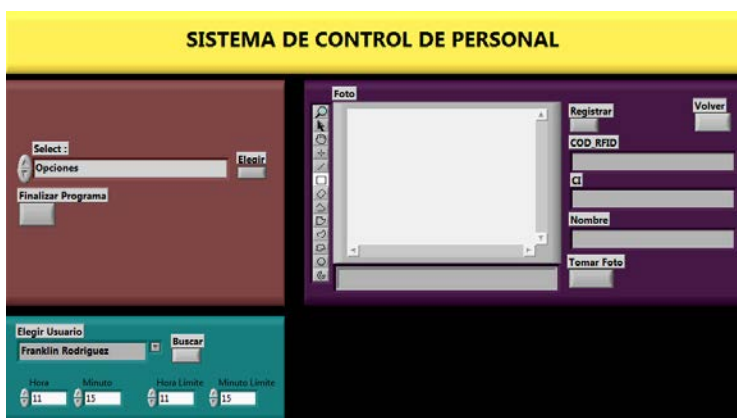 SISTEMA DE CONTROL DE PERSONAL
Select :
Opciones
Elegir
Finalizar Programa
Foto
Registrar
Volver
COD_RFID
CI
Nombre
Tomar Foto
Elegir Usuario
Franklin Rodriguez
Buscar
Hora Minuto Hora Limite Minuto Limite
11 15 11 15